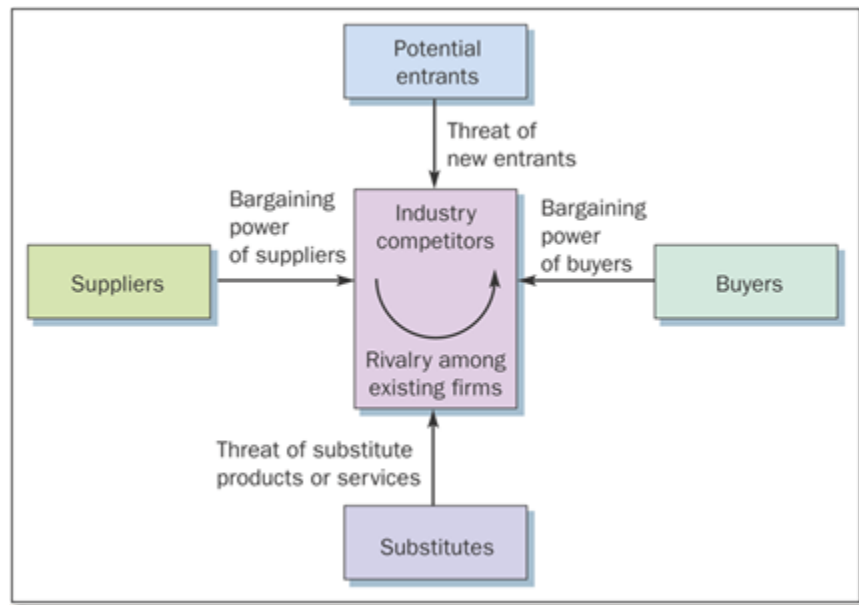 Potential
entrants
Threat of
new entrants
Bargaining
power
of suppliers
Industry
competitors
Bargaining
power
of buyers
Suppliers
Buyers
Rivalry among
existing firms
Threat of substitute
products or services
Substitutes